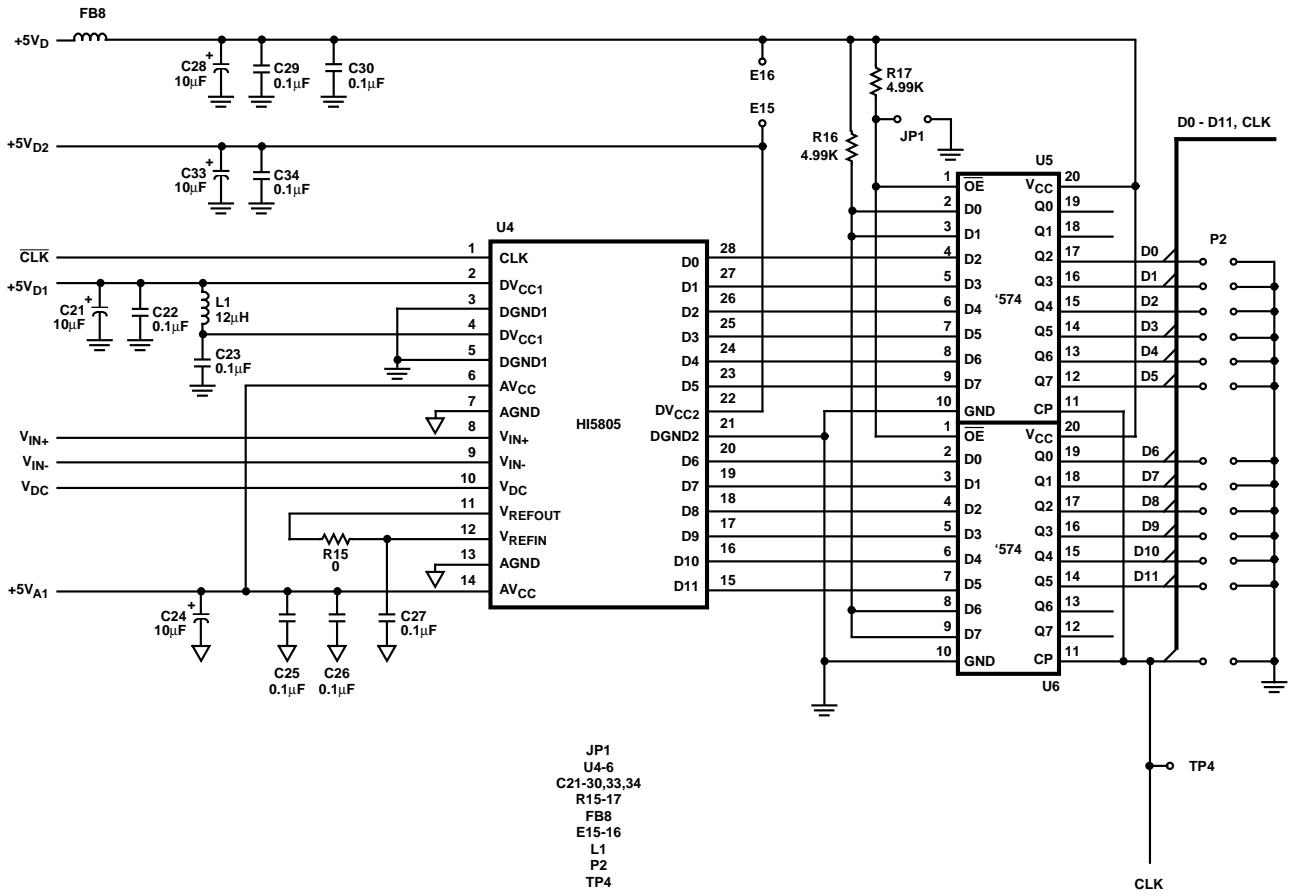 FB8
+5VD
C28
10μF
+
C29
0.1μF
C30
0.1μF
E16
E15
R17
4.99K
JP1
R16
4.99K
D0 - D11, CLK
+5VD2
C33
10μF
+
C34
0.1μF
U4
HI5805
CLK
1 CLK
+5VD1
2 DVCC1
3 DGND1
4 DVCC1
5 DGND1
6 AVCC
7 AGND
VIN+ 8 VIN+
VIN- 9 VIN-
VDC 10 VDC
11 VREFOUT
12 VREFIN
13 AGND
+5VA1 14 AVCC
C21
10μF
+
C22
0.1μF
L1
12μH
C23
0.1μF
R15
0
C24
10μF
+
C25
0.1μF
C26
0.1μF
C27
0.1μF
D0 28
D1 27
D2 26
D3 25
D4 24
D5 23
DVCC2 22
DGND2 21
D6 20
D7 19
D8 18
D9 17
D10 16
D11 15
U5
‘574
1 OE VCC 20
2 D0 Q0 19
3 D1 Q1 18
4 D2 Q2 17 D0
5 D3 Q3 16 D1
6 D4 Q4 15 D2
7 D5 Q5 14 D3
8 D6 Q6 13 D4
9 D7 Q7 12 D5
10 GND CP 11
1 OE VCC 20
2 D0 Q0 19 D6
3 D1 Q1 18 D7
4 D2 Q2 17 D8
5 D3 Q3 16 D9
6 D4 Q4 15 D10
7 D5 Q5 14 D11
8 D6 Q6 13
9 D7 Q7 12
10 GND CP 11
‘574
U6
P2
TP4
CLK
JP1
U4-6
C21-30,33,34
R15-17
FB8
E15-16
L1
P2
TP4